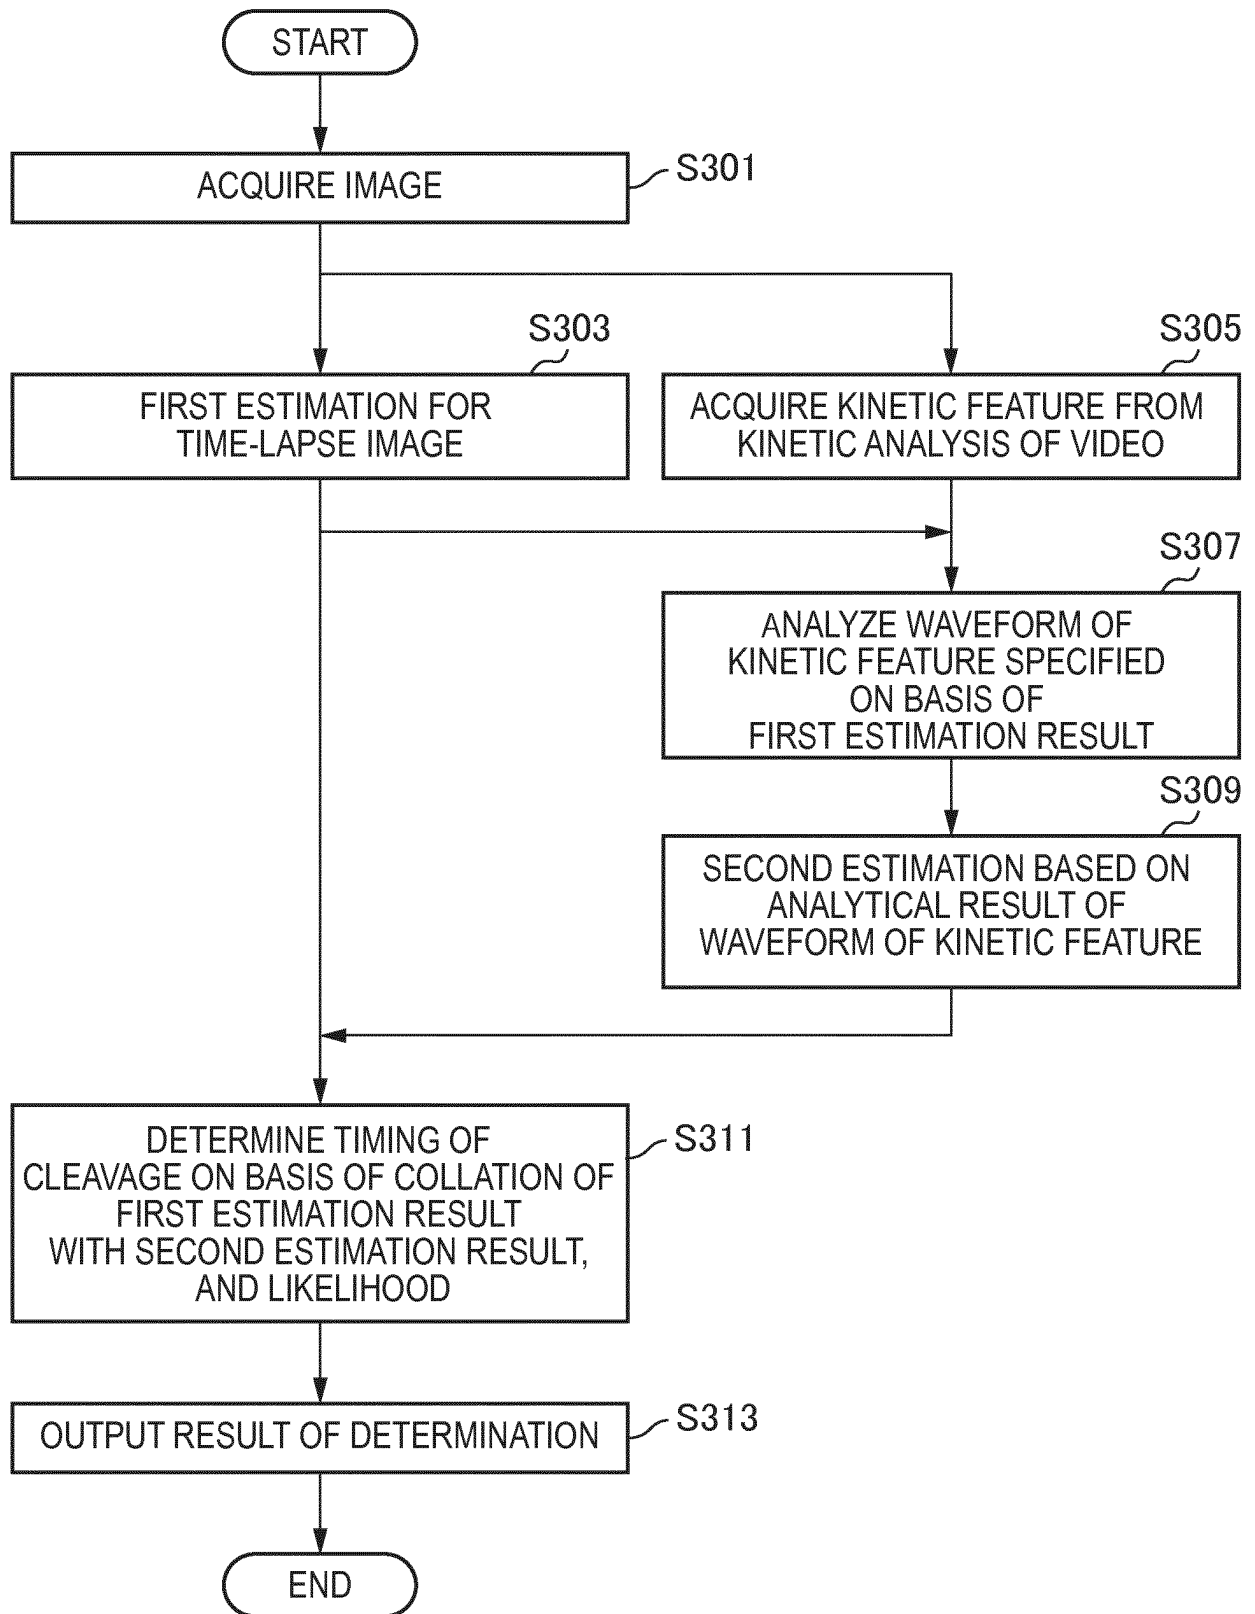 START
ACQUIRE IMAGE
S301
S303
FIRST ESTIMATION FOR
TIME-LAPSE IMAGE
S305
ACQUIRE KINETIC FEATURE FROM
KINETIC ANALYSIS OF VIDEO
S307
ANALYZE WAVEFORM OF
KINETIC FEATURE SPECIFIED
ON BASIS OF
FIRST ESTIMATION RESULT
S309
SECOND ESTIMATION BASED ON
ANALYTICAL RESULT OF
WAVEFORM OF KINETIC FEATURE
DETERMINE TIMING OF
CLEAVAGE ON BASIS OF COLLATION OF
FIRST ESTIMATION RESULT
WITH SECOND ESTIMATION RESULT,
AND LIKELIHOOD
S311
OUTPUT RESULT OF DETERMINATION
S313
END